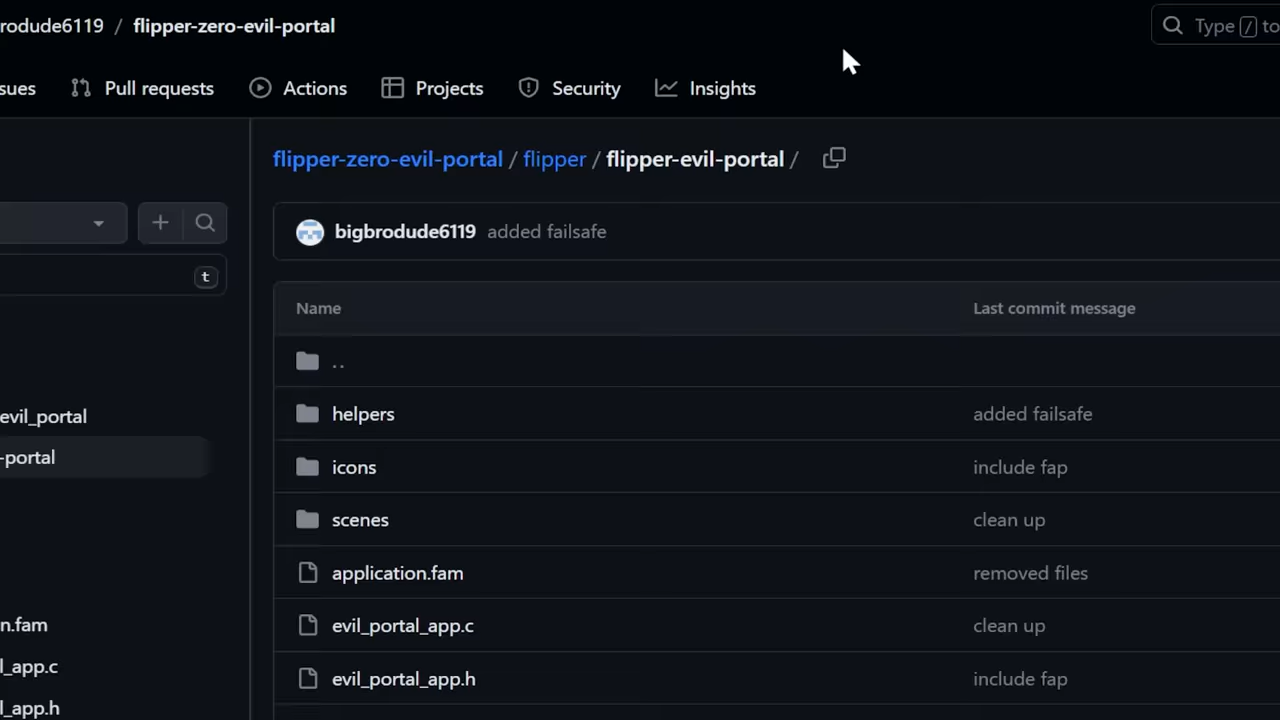 rodude6119 / flipper-zero-evil-portal
Type / to
sues Pull requests Actions Projects Security Insights
flipper-zero-evil-portal / flipper / flipper-evil-portal /
bigbrodude6119 added failsafe
t
Name Last commit message
..
helpers added failsafe
evil_portal
icons include fap
-portal
scenes clean up
application.fam removed files
n.fam
evil_portal_app.c clean up
l_app.c
evil_portal_app.h include fap
l_app.h